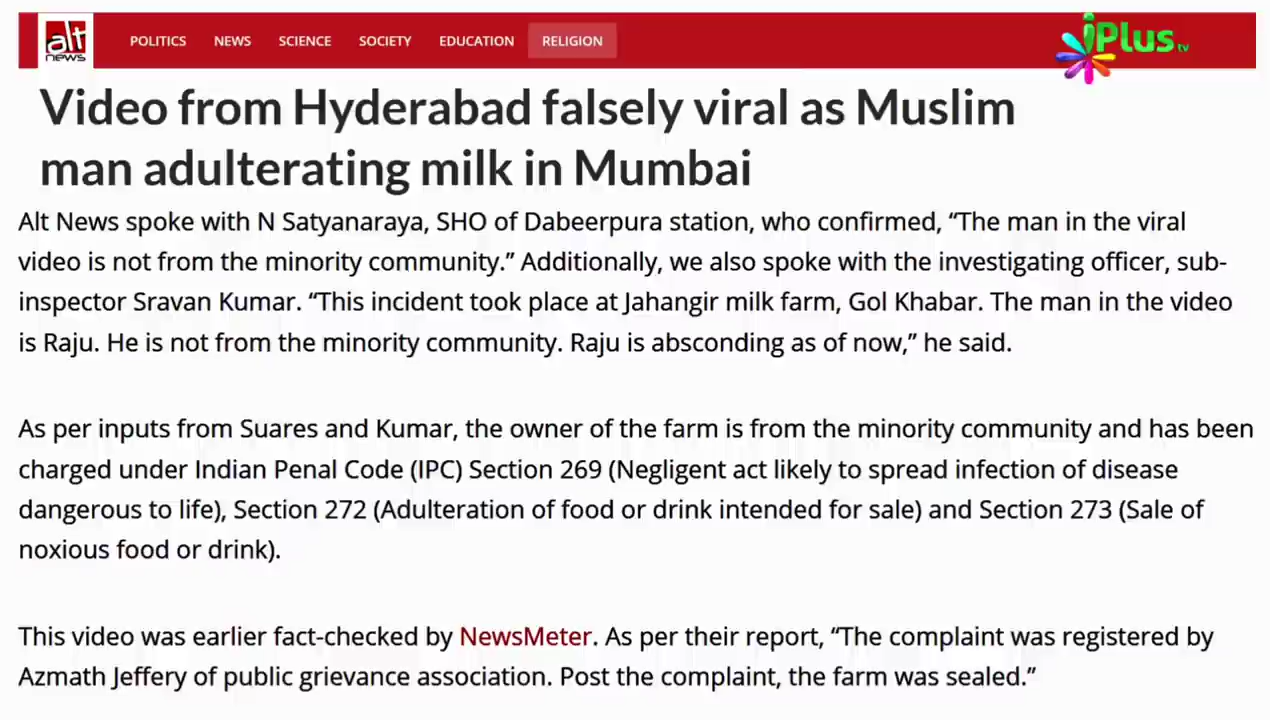 alt
news
POLITICS NEWS SCIENCE SOCIETY EDUCATION RELIGION
iPlus tv
Video from Hyderabad falsely viral as Muslim
man adulterating milk in Mumbai
Alt News spoke with N Satyanaraya, SHO of Dabeerpura station, who confirmed, “The man in the viral
video is not from the minority community.” Additionally, we also spoke with the investigating officer, sub-
inspector Sravan Kumar. “This incident took place at Jahangir milk farm, Gol Khabar. The man in the video
is Raju. He is not from the minority community. Raju is absconding as of now,” he said.
As per inputs from Suares and Kumar, the owner of the farm is from the minority community and has been
charged under Indian Penal Code (IPC) Section 269 (Negligent act likely to spread infection of disease
dangerous to life), Section 272 (Adulteration of food or drink intended for sale) and Section 273 (Sale of
noxious food or drink).
This video was earlier fact-checked by NewsMeter. As per their report, “The complaint was registered by
Azmath Jeffery of public grievance association. Post the complaint, the farm was sealed.”